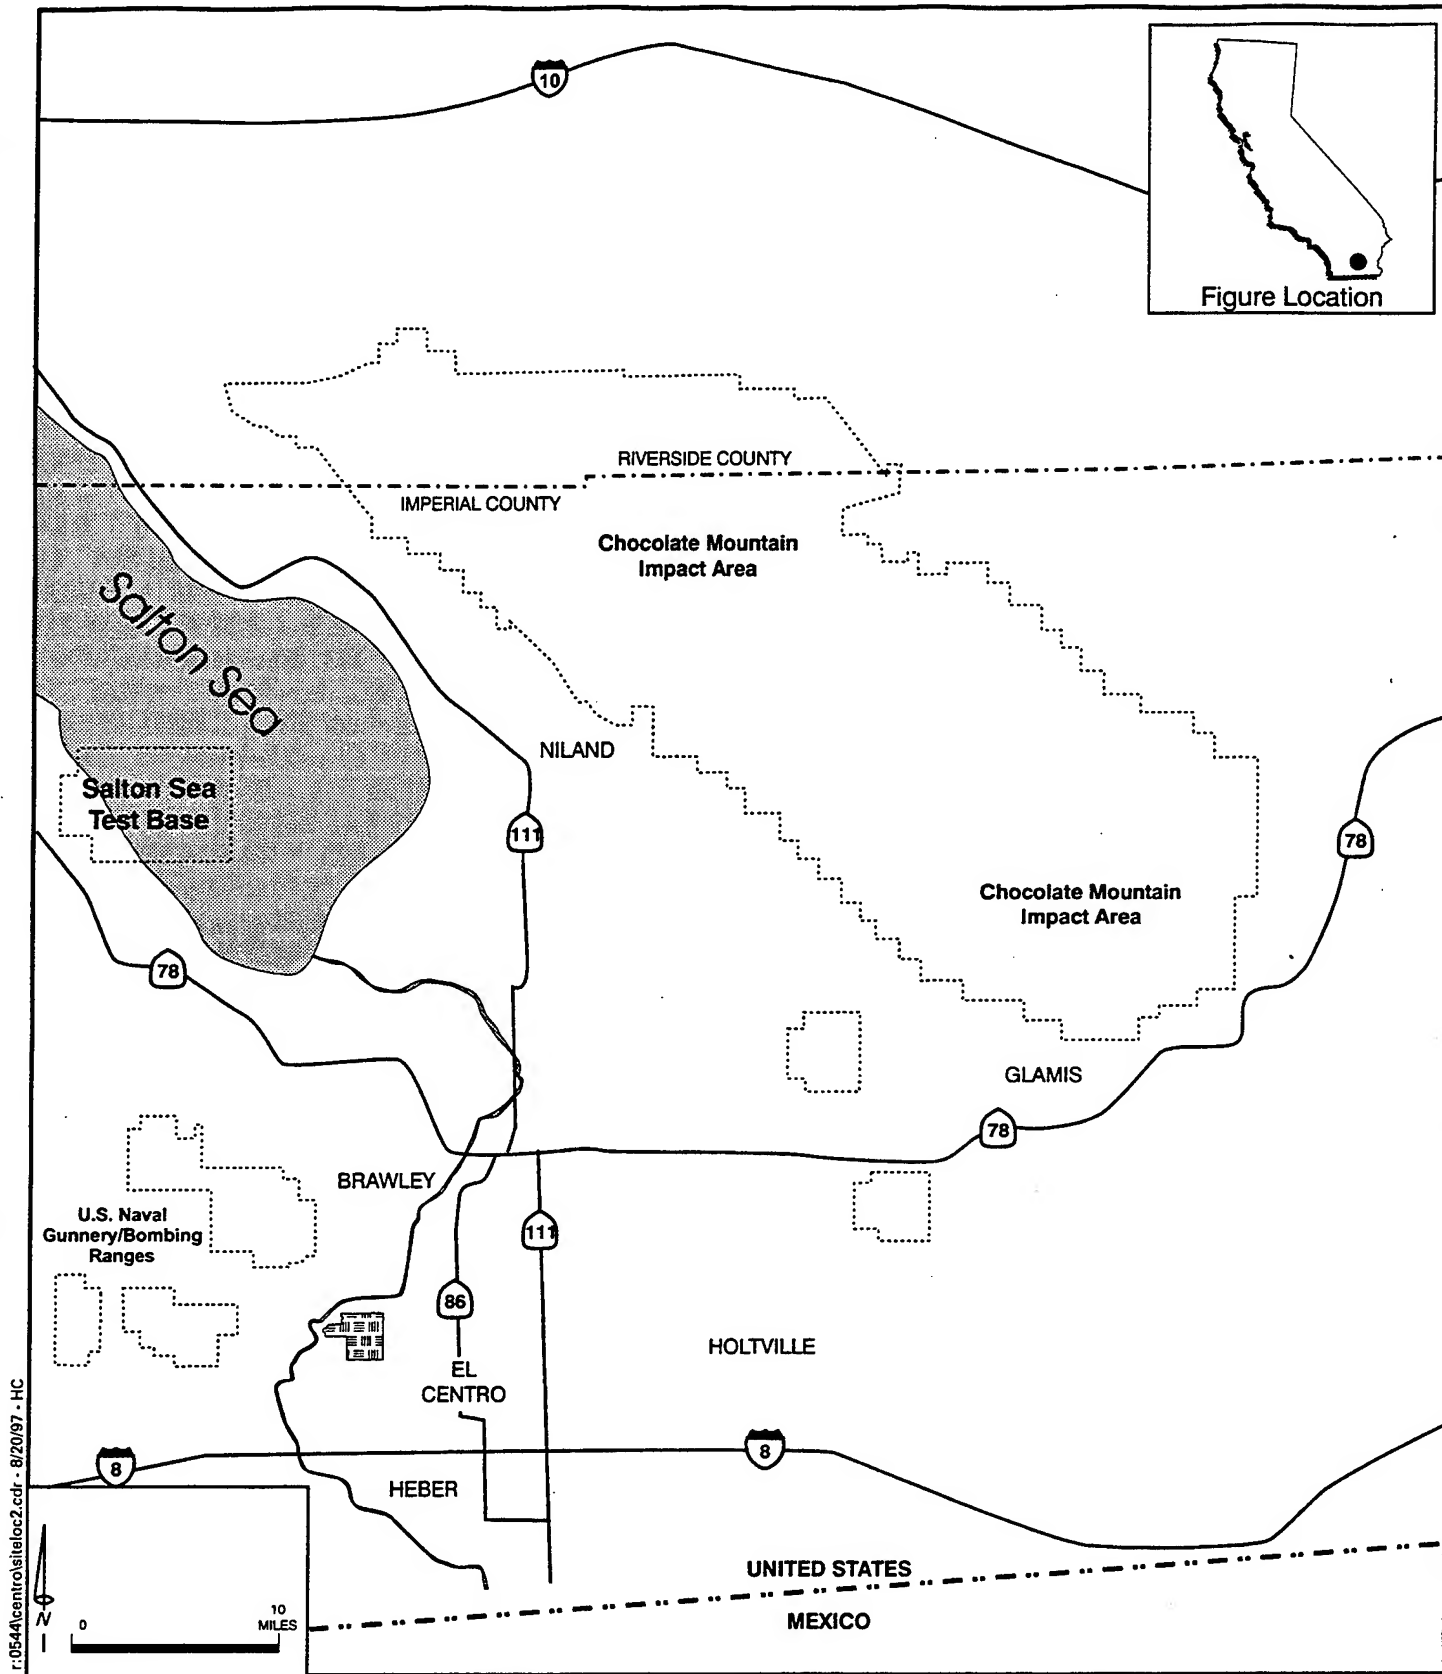 10
Figure Location
RIVERSIDE COUNTY
IMPERIAL COUNTY
Chocolate Mountain
Impact Area
Salton Sea
NILAND
Salton Sea
Test Base
111
78
Chocolate Mountain
Impact Area
78
GLAMIS
78
BRAWLEY
U.S. Naval
Gunnery/Bombing
Ranges
111
86
HOLTVILLE
EL
CENTRO
8
8
HEBER
UNITED STATES
MEXICO
N
0
10
MILES
r:0544\centro\siteloc2.cdr - 8/20/97 - HC